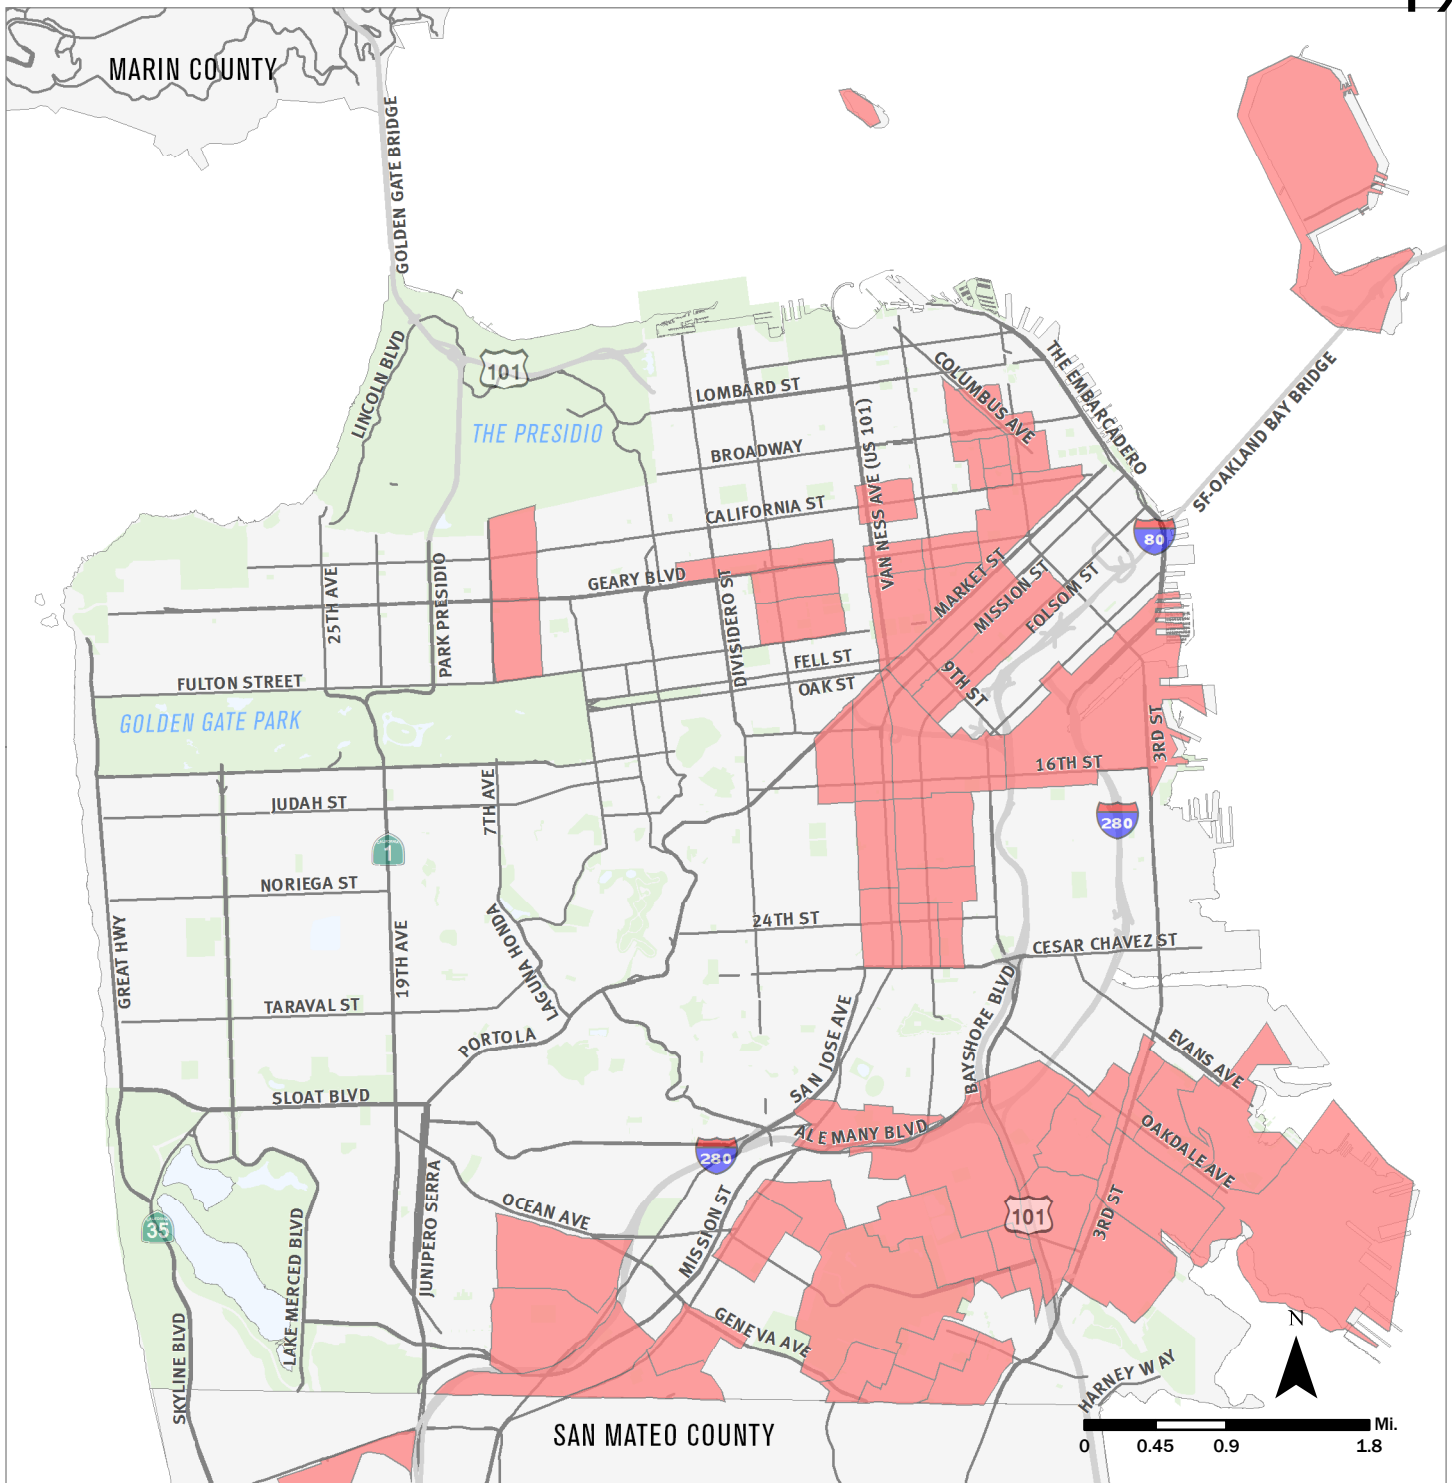 MARIN COUNTY
GOLDEN GATE BRIDGE
LINCOLN BLVD
101
THE PRESIDIO
LOMBARD ST
BROADWAY
CALIFORNIA ST
COLUMBUS AVE
THE EMBARCADERO
VAN NESS AVE (US 101)
SF-OAKLAND BAY BRIDGE
80
25TH AVE
PARK PRESIDIO
GEARY BLVD
DIVISIDERO ST
MARKET ST
MISSION ST
FOLSOM ST
9TH ST
FELL ST
OAK ST
FULTON STREET
GOLDEN GATE PARK
3RD ST
16TH ST
280
JUDAH ST
7TH AVE
1
NORIEGA ST
24TH ST
CESAR CHAVEZ ST
GREAT HWY
19TH AVE
LAGUNA HONDA
TARAVAL ST
PORTOLA
SAN JOSE AVE
BAYSHORE BLVD
EVANS AVE
SLOAT BLVD
ALEMANY BLVD
OAKDALE AVE
280
OCEAN AVE
MISSION ST
101
3RD ST
35
JUNIPERO SERRA
LAKE MERCED BLVD
SKYLINE BLVD
GENEVA AVE
HARNEY WAY
N
SAN MATEO COUNTY
Mi.
0 0.45 0.9 1.8